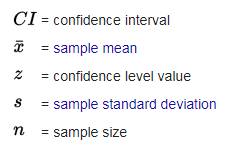 CI = confidence interval
x̄ = sample mean
z = confidence level value
s = sample standard deviation
n = sample size